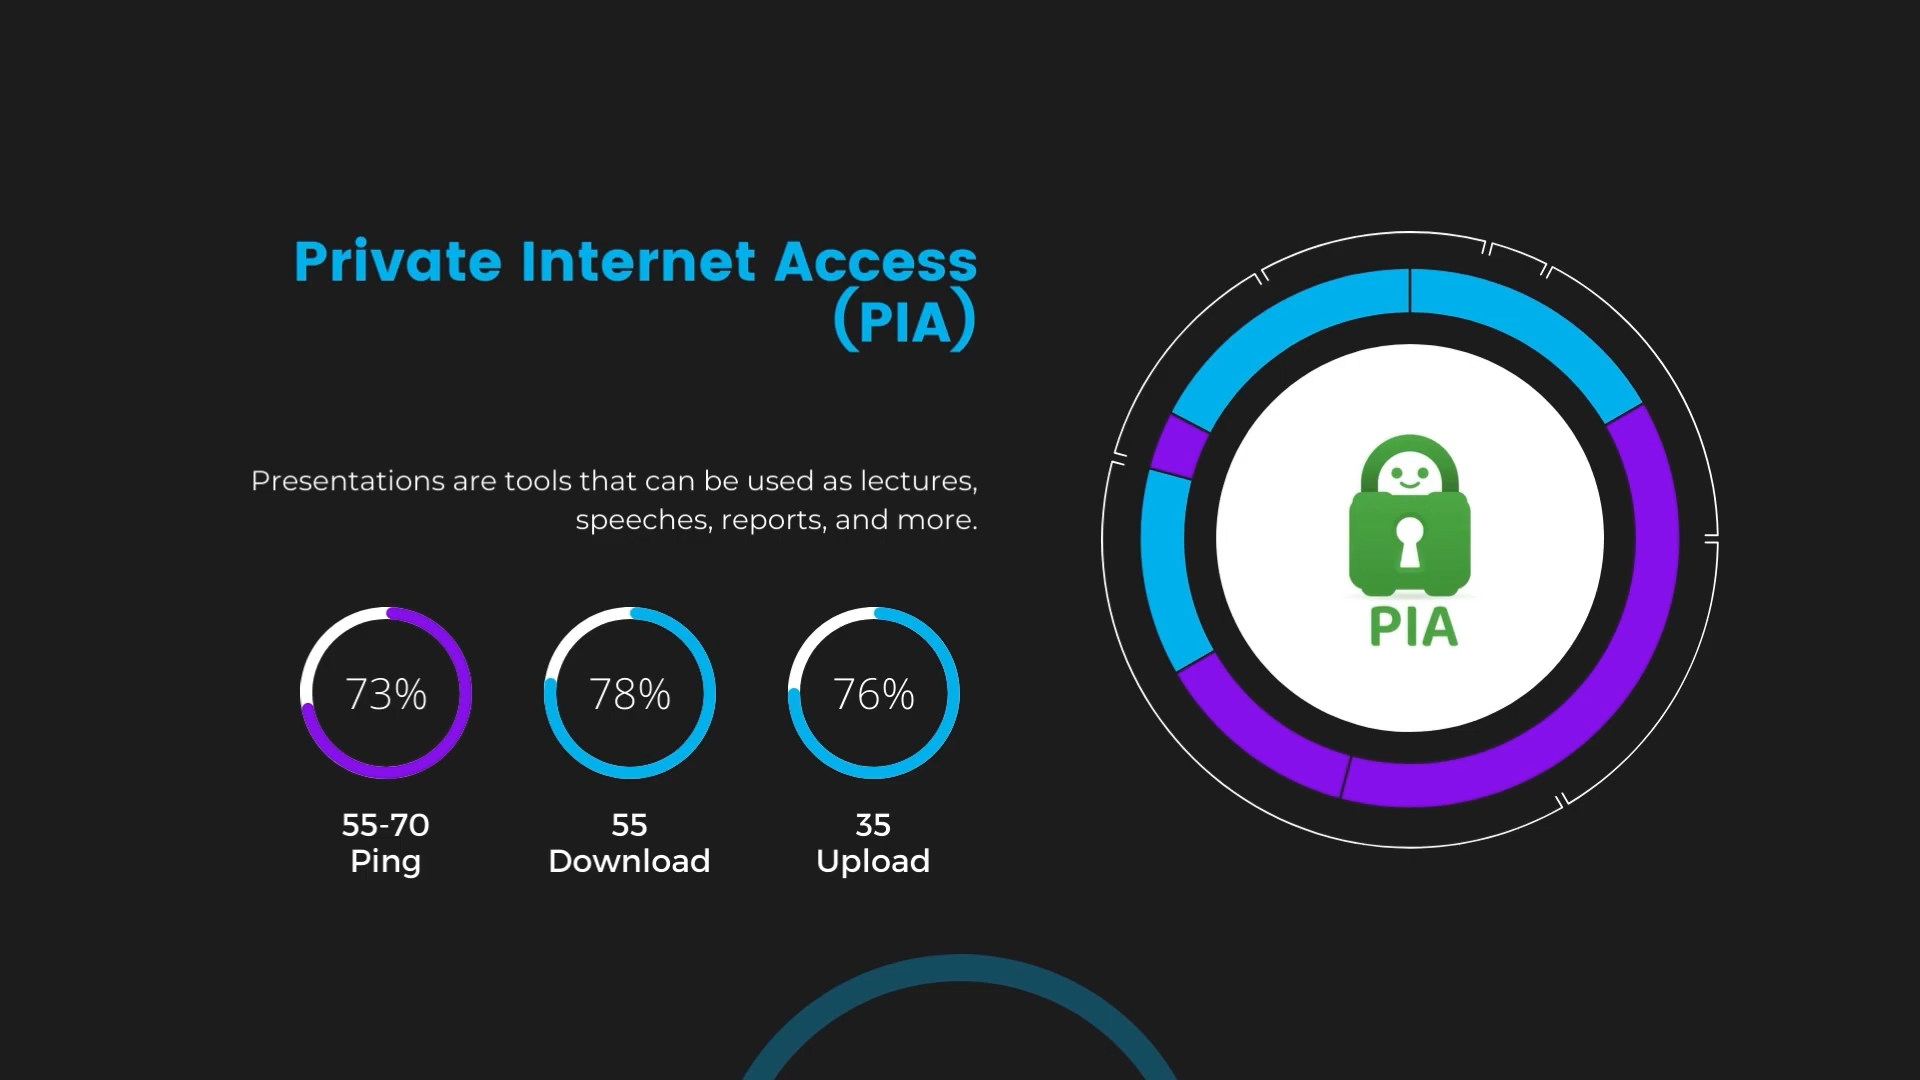 Private Internet Access
(PIA)
Presentations are tools that can be used as lectures,
speeches, reports, and more.
73%
55-70
Ping
78%
55
Download
76%
35
Upload
PIA